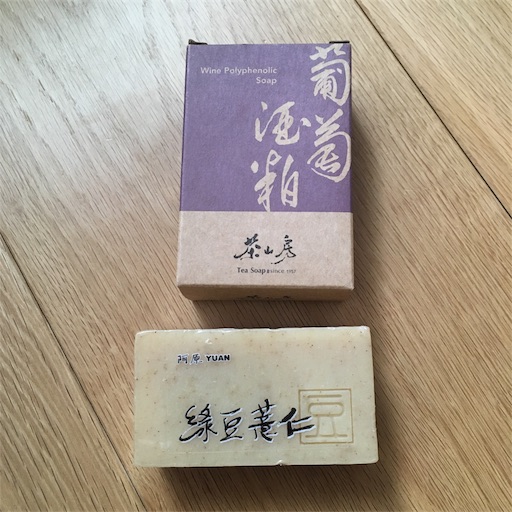 Wine Polyphenolic
Soap
葡萄
酒粕
茶山房
Tea Soap SINCE 1957
阿原 YUAN
綠豆薏仁
豆